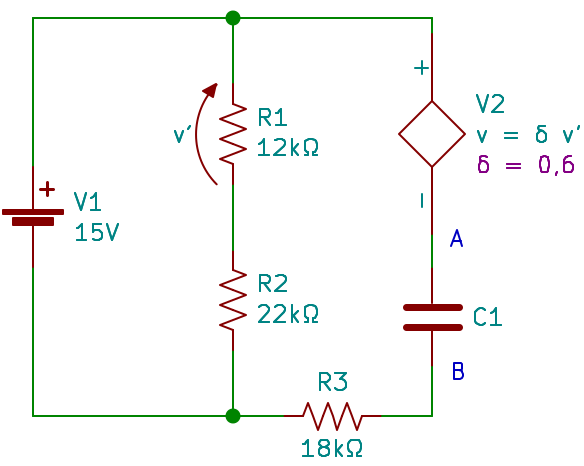 +
V2
v = δ v′
δ = 0,6
−
R1
12kΩ
v′
+
V1
15V
A
R2
22kΩ
C1
B
R3
18kΩ